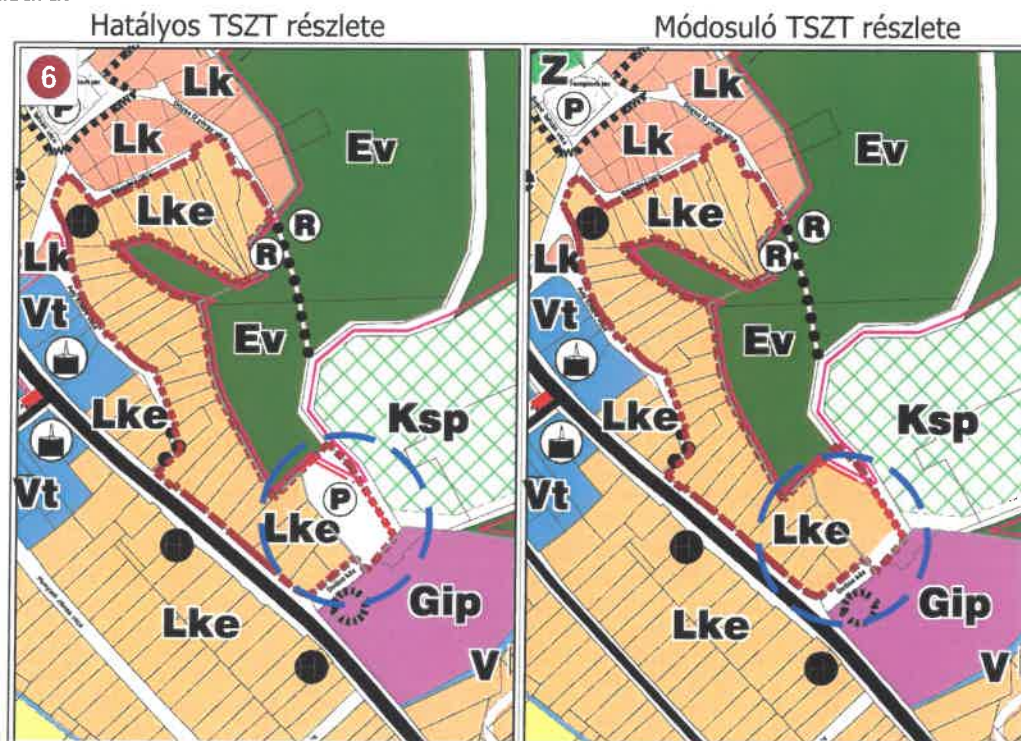 Hatályos TSZT részlete
Módosuló TSZT részlete
6
P
Lk
Lk
Ev
Lke
R
R
Lk
Vt
Ev
Lke
Ksp
Vt
P
Lke
Gip
Lke
V
Z
P
Lk
Lk
Ev
Lke
R
R
Lk
Vt
Ev
Lke
Ksp
Vt
Lke
Gip
Lke
V